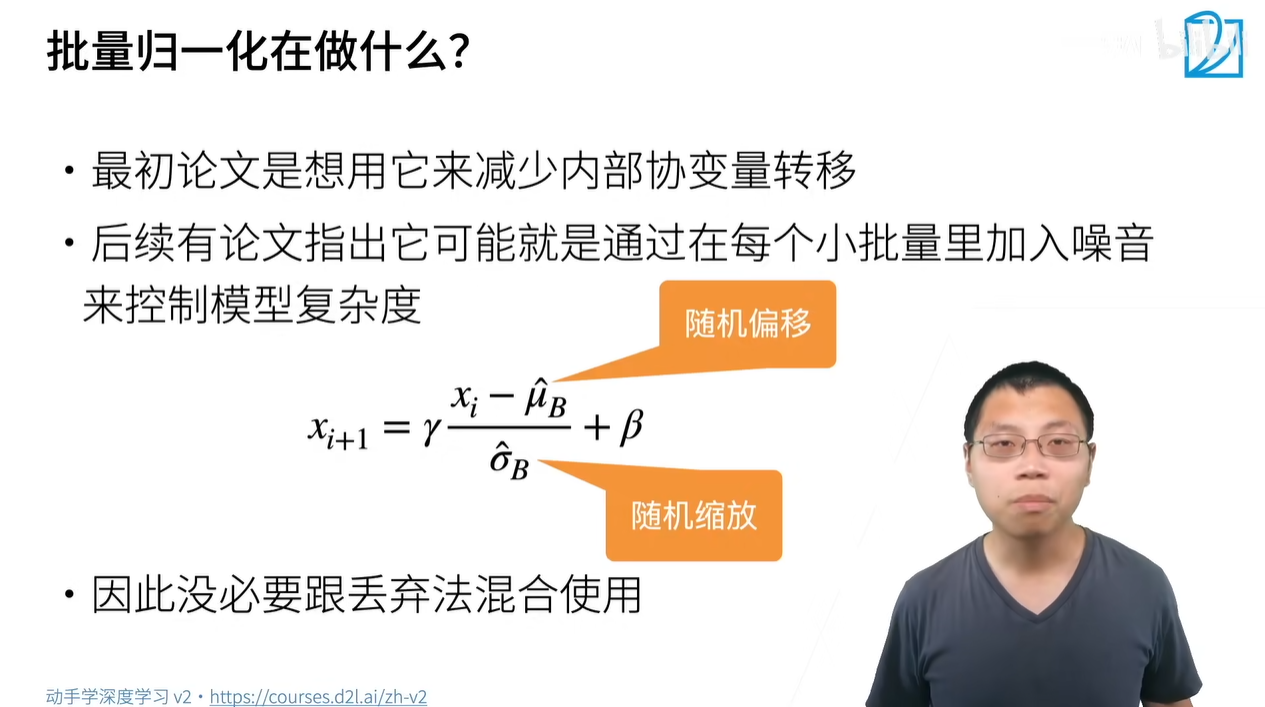 批量归一化在做什么?
bilibili
• 最初论文是想用它来减少内部协变量转移
• 后续有论文指出它可能就是通过在每个小批量里加入噪音
来控制模型复杂度
随机偏移
x_{i+1} = γ \frac{x_i − \hat{μ}_B}{\hat{σ}_B} + β
随机缩放
• 因此没必要跟丢弃法混合使用
动手学深度学习 v2 • https://courses.d2l.ai/zh-v2